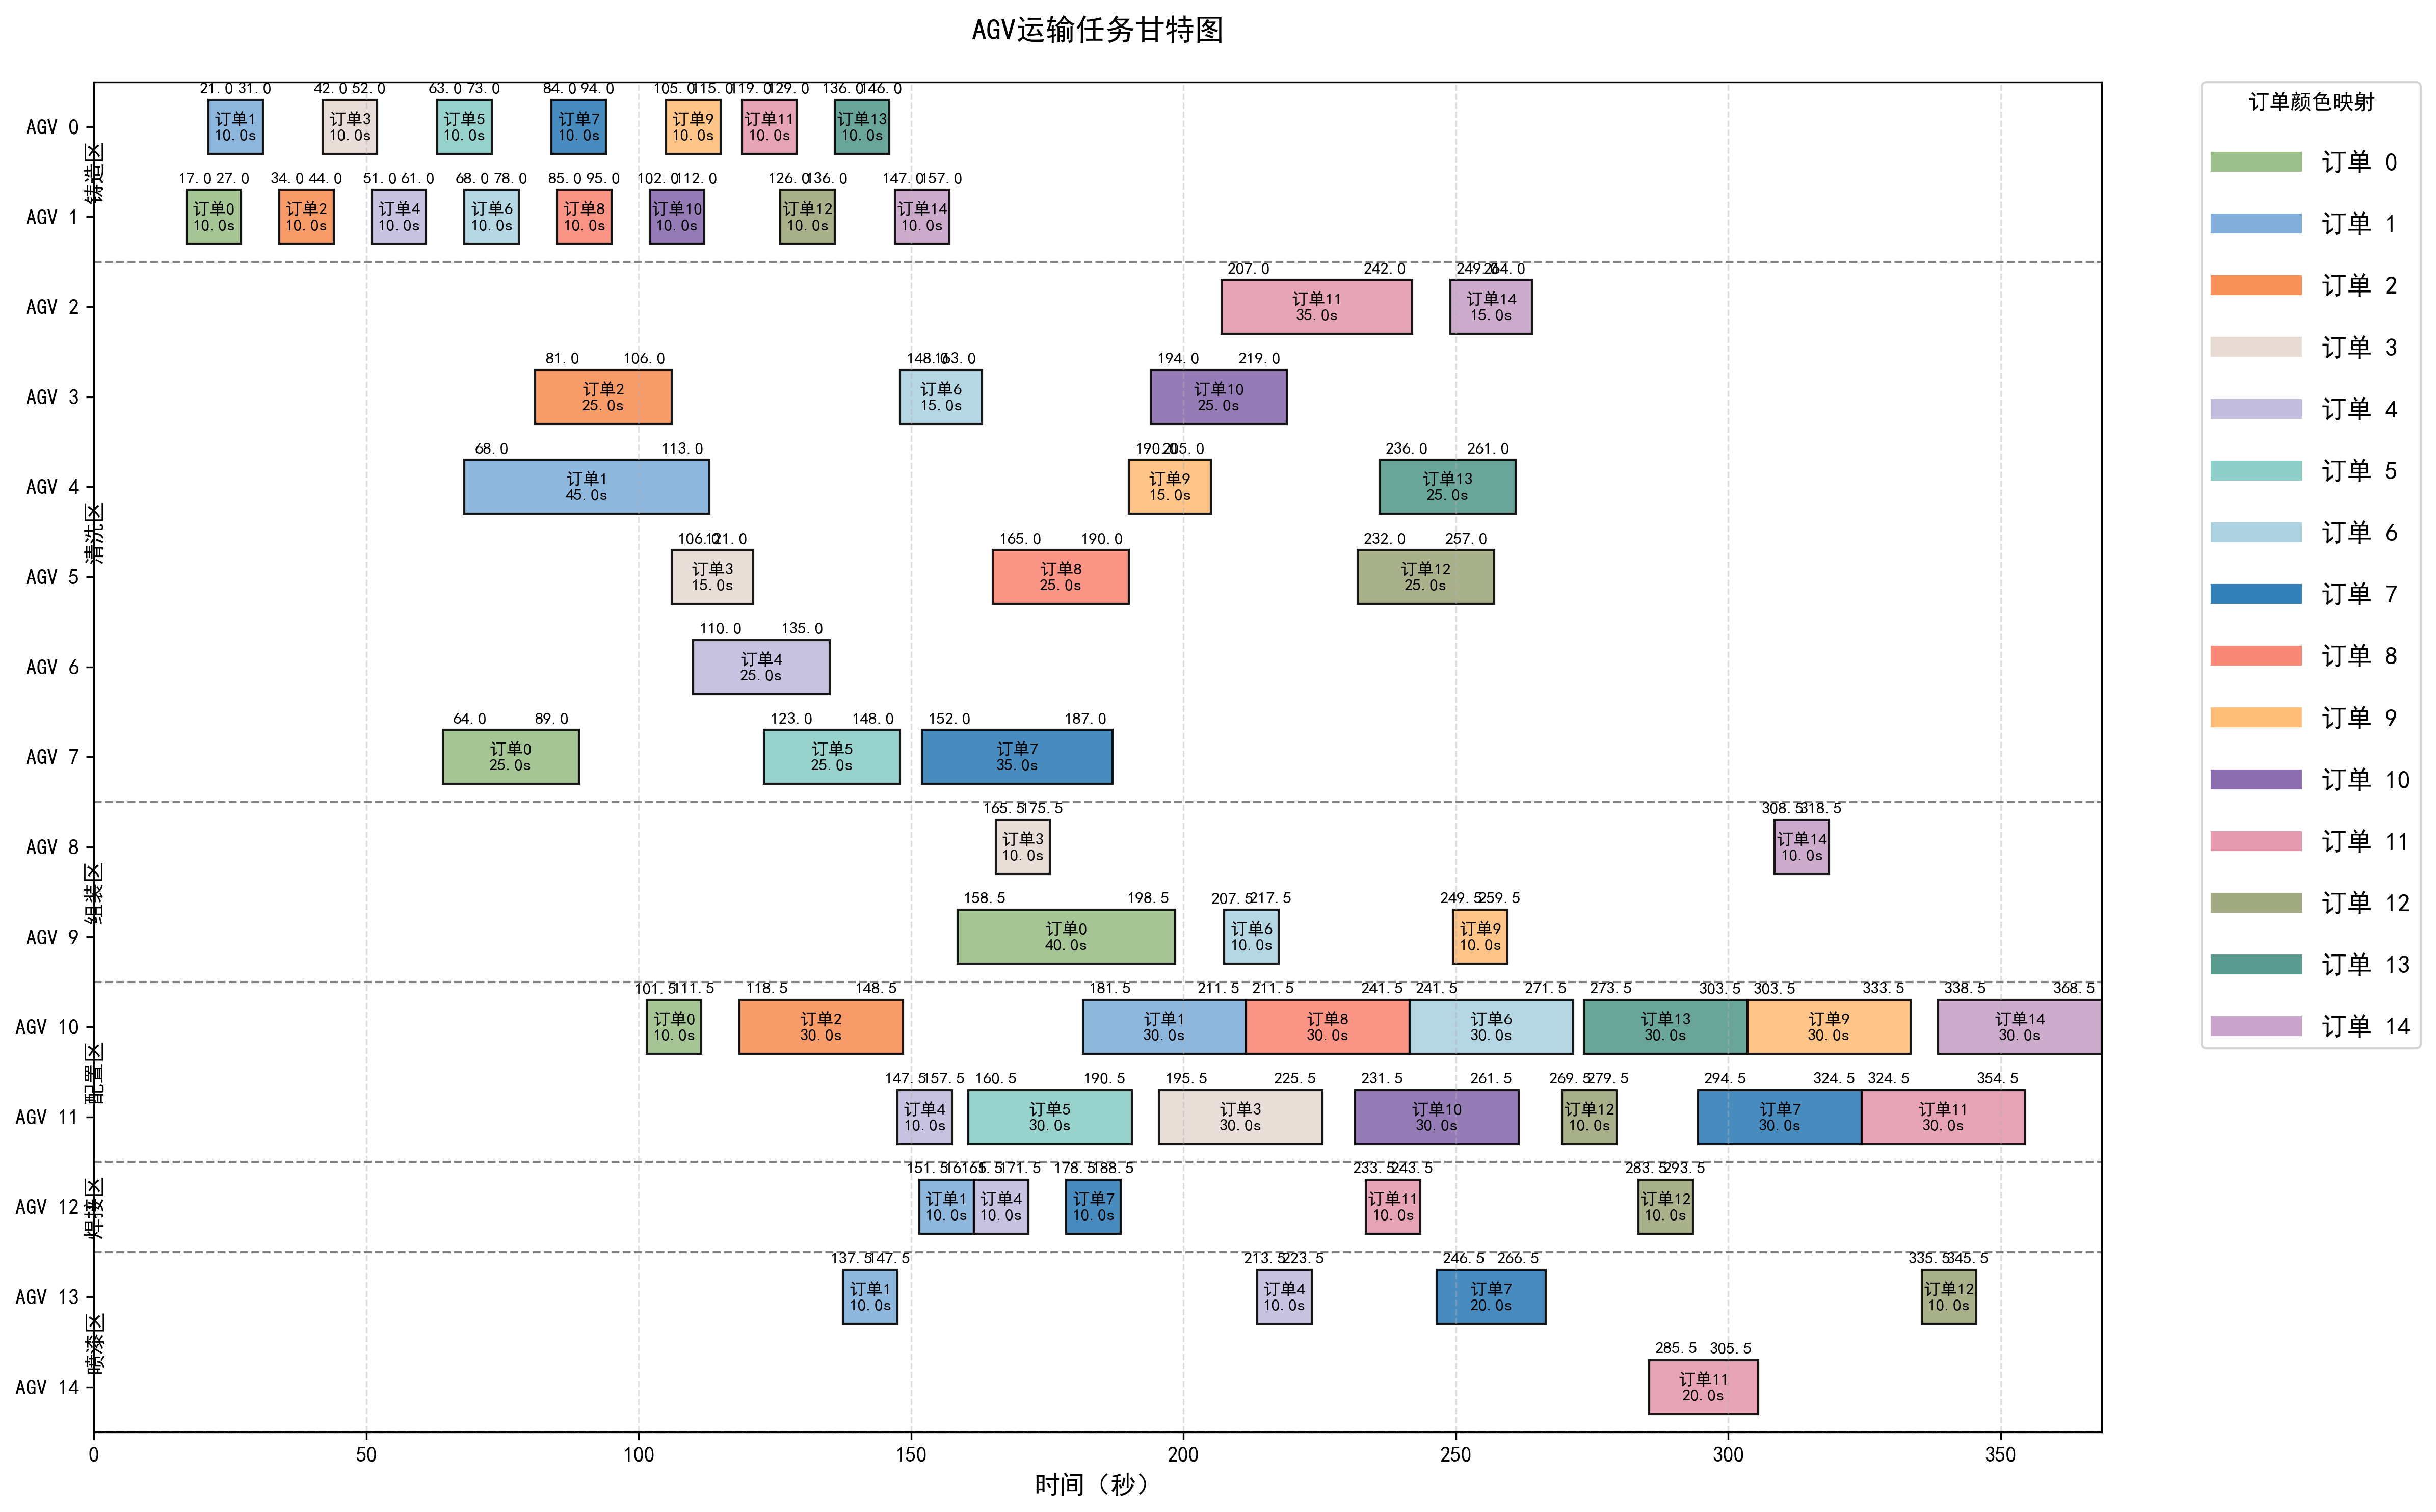 AGV运输任务甘特图
21.0 31.0 42.0 52.0 63.0 73.0 84.0 94.0 105.0 115.0 119.0 129.0 136.0 146.0
AGV 0
订单1 订单3 订单5 订单7 订单9 订单11 订单13
10.0s 10.0s 10.0s 10.0s 10.0s 10.0s 10.0s
铸造区
17.0 27.0 34.0 44.0 51.0 61.0 68.0 78.0 85.0 95.0 102.0 112.0 126.0 136.0 147.0 157.0
AGV 1
订单0 订单2 订单4 订单6 订单8 订单10 订单12 订单14
10.0s 10.0s 10.0s 10.0s 10.0s 10.0s 10.0s 10.0s
207.0 242.0 249.0 264.0
AGV 2
订单11 订单14
35.0s 15.0s
81.0 106.0 148.0 163.0 194.0 219.0
AGV 3
订单2 订单6 订单10
25.0s 15.0s 25.0s
68.0 113.0 190.0 205.0 236.0 261.0
AGV 4
订单1 订单9 订单13
45.0s 15.0s 25.0s
清洗区
106.0 121.0 165.0 190.0 232.0 257.0
AGV 5
订单3 订单8 订单12
15.0s 25.0s 25.0s
110.0 135.0
AGV 6
订单4
25.0s
64.0 89.0 123.0 148.0 152.0 187.0
AGV 7
订单0 订单5 订单7
25.0s 25.0s 35.0s
165.5 175.5 308.5 318.5
AGV 8
订单3 订单14
10.0s 10.0s
组装区
158.5 198.5 207.5 217.5 249.5 259.5
AGV 9
订单0 订单6 订单9
40.0s 10.0s 10.0s
101.5 111.5 118.5 148.5 181.5 211.5 211.5 241.5 241.5 271.5 273.5 303.5 303.5 333.5 338.5 368.5
AGV 10
订单0 订单2 订单1 订单8 订单6 订单13 订单9 订单14
10.0s 30.0s 30.0s 30.0s 30.0s 30.0s 30.0s 30.0s
配置区
147.5 157.5 160.5 190.5 195.5 225.5 231.5 261.5 269.5 279.5 294.5 324.5 324.5 354.5
AGV 11
订单4 订单5 订单3 订单10 订单12 订单7 订单11
10.0s 30.0s 30.0s 30.0s 10.0s 30.0s 30.0s
151.5 161.5 161.5 171.5 178.5 188.5 233.5 243.5 283.5 293.5
AGV 12
订单1 订单4 订单7 订单11 订单12
10.0s 10.0s 10.0s 10.0s 10.0s
焊接区
137.5 147.5 213.5 223.5 246.5 266.5 335.5 345.5
AGV 13
订单1 订单4 订单7 订单12
10.0s 10.0s 20.0s 10.0s
喷漆区
285.5 305.5
AGV 14
订单11
20.0s
0 50 100 150 200 250 300 350
时间（秒）
订单颜色映射
订单 0
订单 1
订单 2
订单 3
订单 4
订单 5
订单 6
订单 7
订单 8
订单 9
订单 10
订单 11
订单 12
订单 13
订单 14